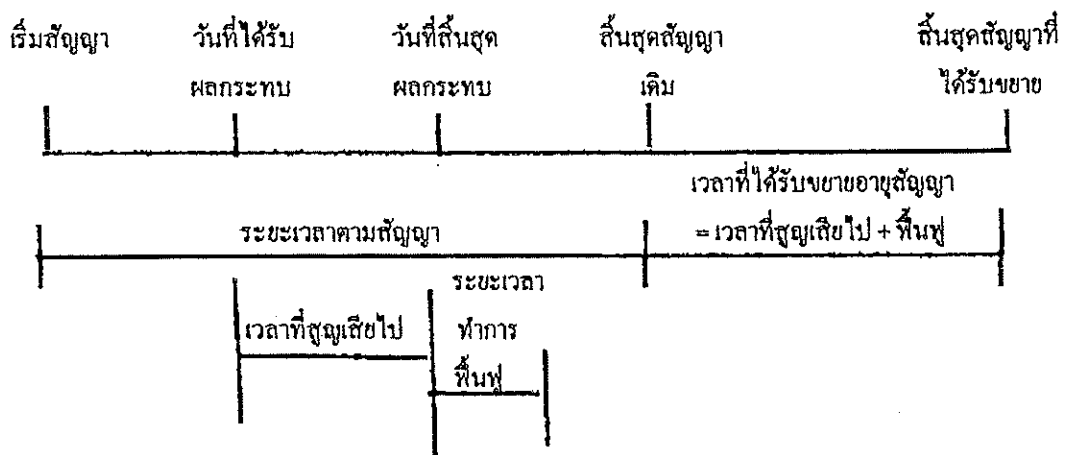 เริ่มสัญญา วันที่ได้รับ วันที่สิ้นสุด สิ้นสุดสัญญา สิ้นสุดสัญญาที่
ผลกระทบ ผลกระทบ เดิม ได้รับขยาย
เวลาที่ได้รับขยายอายุสัญญา
ระยะเวลาตามสัญญา = เวลาที่สูญเสียไป + ฟื้นฟู
ระยะเวลา
เวลาที่สูญเสียไป ทำการ
ฟื้นฟู